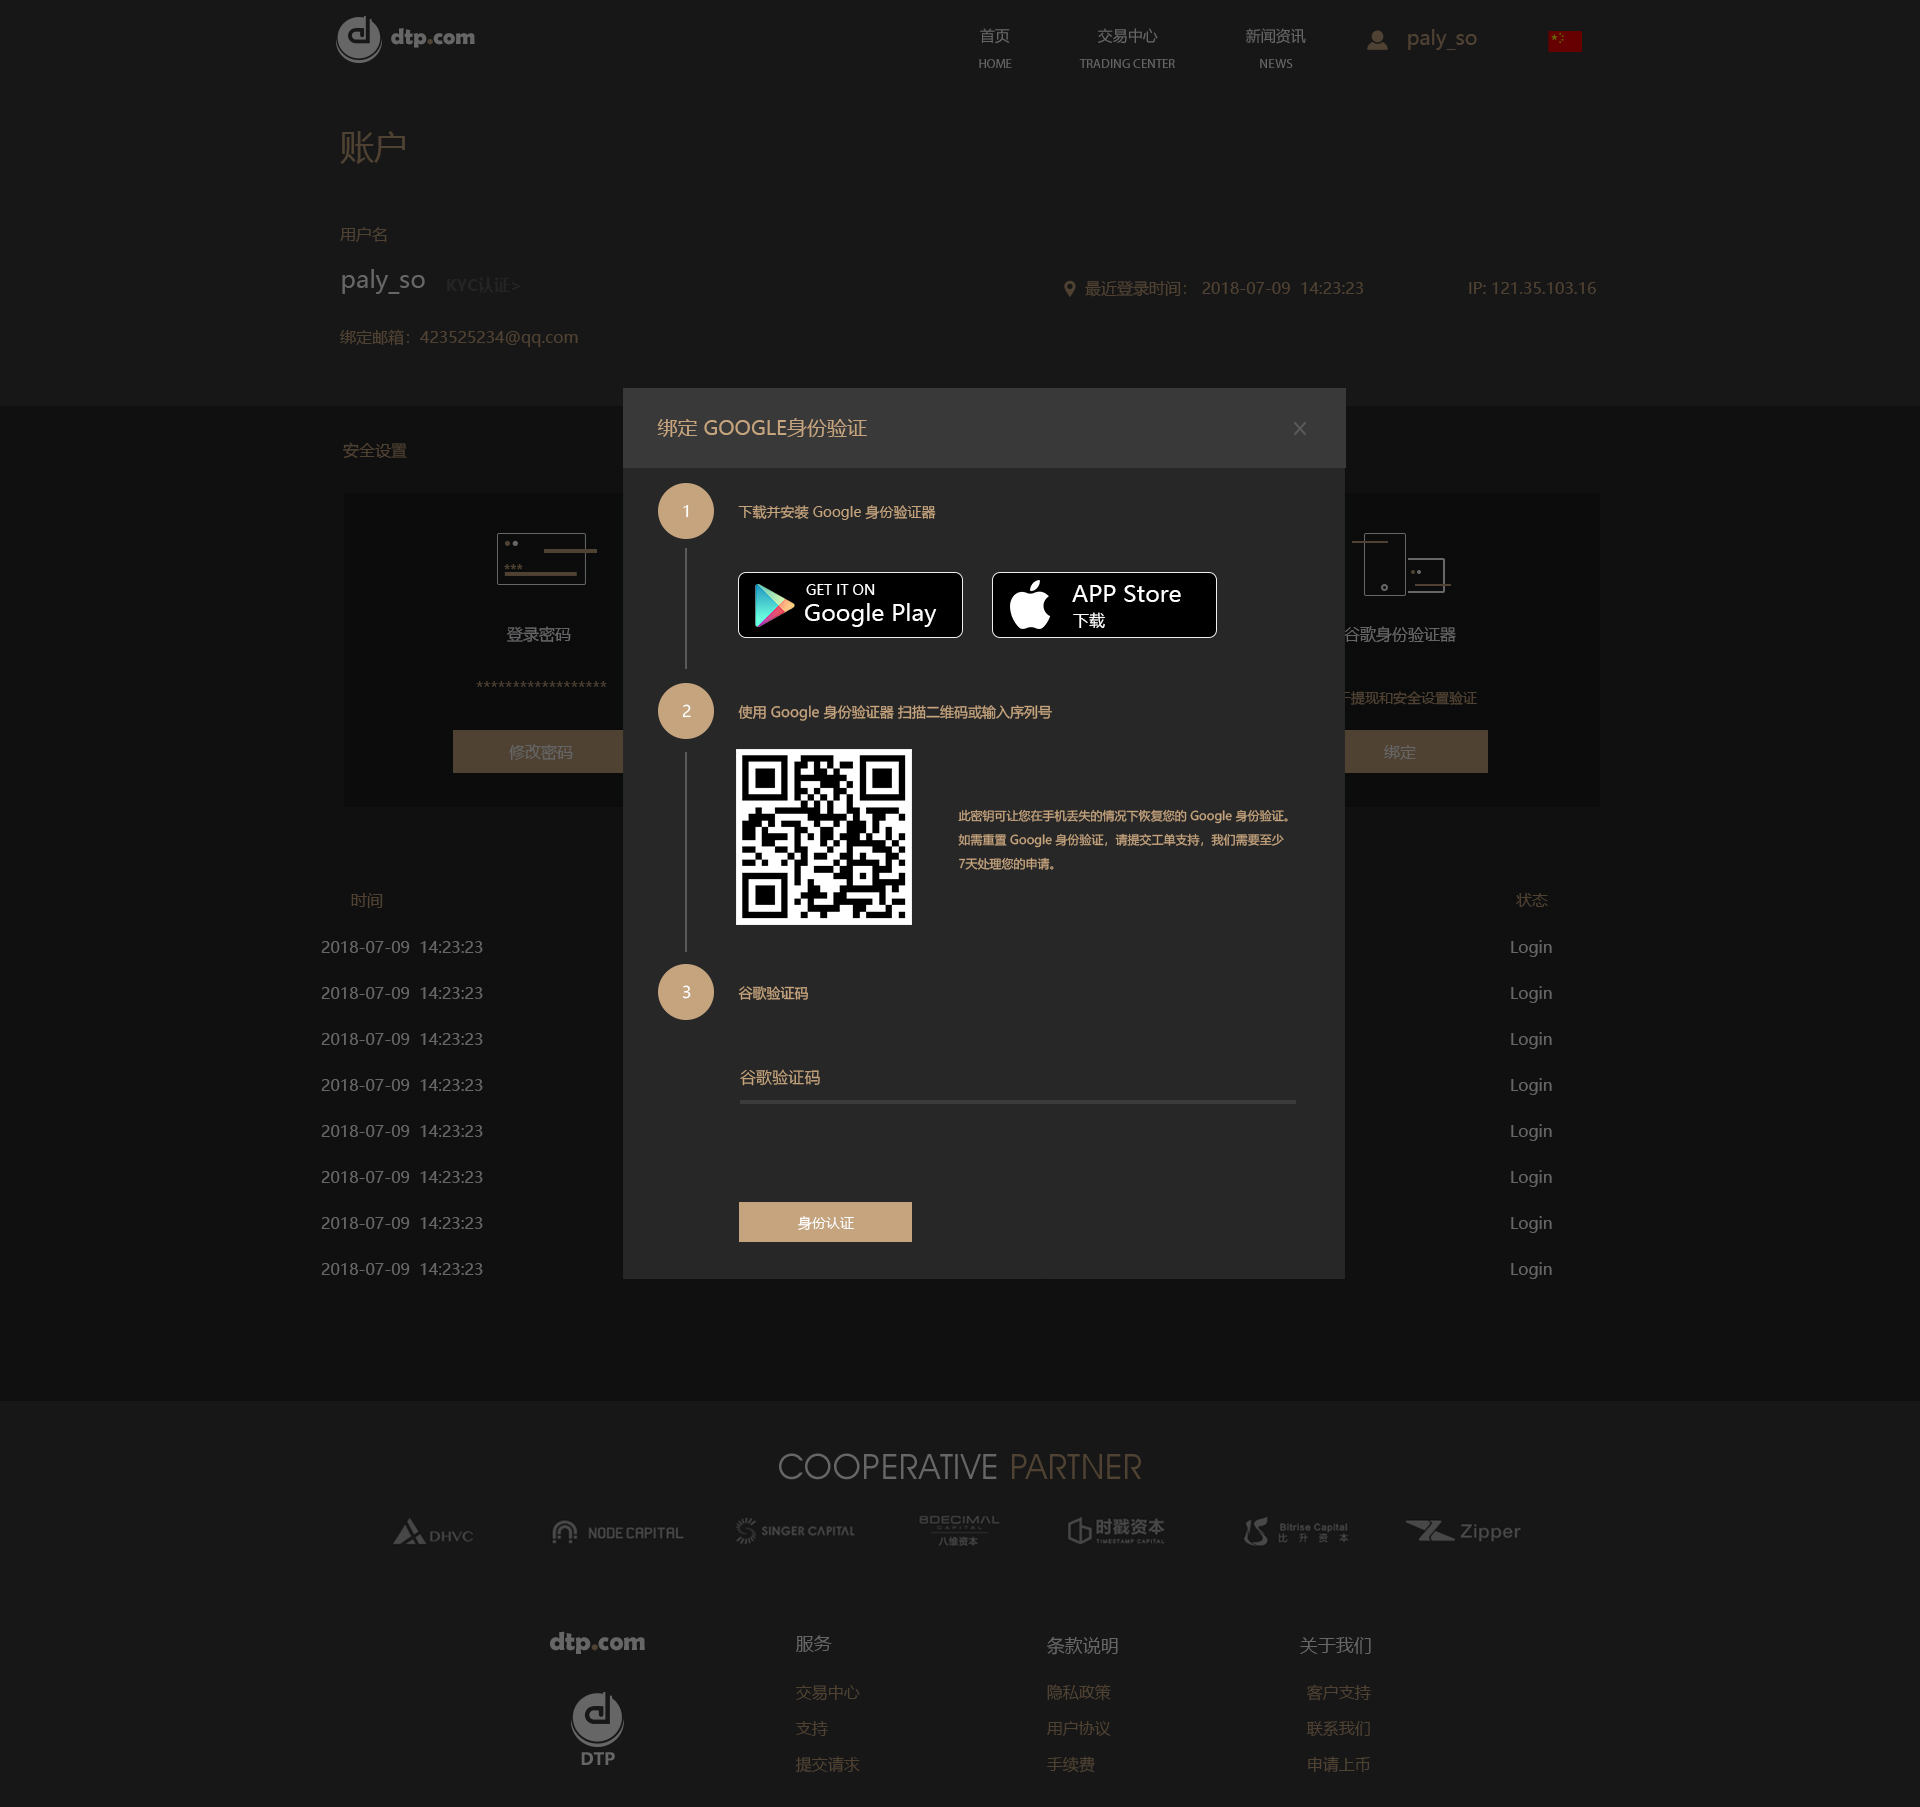 dtp.com
首页
HOME
交易中心
TRADING CENTER
新闻资讯
NEWS
paly_so
账户
用户名
paly_so
KYC认证>
最近登录时间： 2018-07-09 14:23:23
IP: 121.35.103.16
绑定邮箱：423525234@qq.com
安全设置
***
登录密码
******************
修改密码
谷歌身份验证器
提现和安全设置验证
绑定
绑定 GOOGLE身份验证
1
下载并安装 Google 身份验证器
GET IT ON
Google Play
APP Store
下载
2
使用 Google 身份验证器 扫描二维码或输入序列号
此密钥可让您在手机丢失的情况下恢复您的 Google 身份验证。
如需重置 Google 身份验证，请提交工单支持，我们需要至少
7天处理您的申请。
3
谷歌验证码
谷歌验证码
身份认证
时间
状态
2018-07-09 14:23:23
Login
2018-07-09 14:23:23
Login
2018-07-09 14:23:23
Login
2018-07-09 14:23:23
Login
2018-07-09 14:23:23
Login
2018-07-09 14:23:23
Login
2018-07-09 14:23:23
Login
2018-07-09 14:23:23
Login
COOPERATIVE PARTNER
DHVC
NODE CAPITAL
SINGER CAPITAL
8DECIMAL
CAPITAL
八维资本
时戳资本
TIMESTAMP CAPITAL
Bitrise Capital
比升资本
Zipper
dtp.com
DTP
服务
交易中心
支持
提交请求
条款说明
隐私政策
用户协议
手续费
关于我们
客户支持
联系我们
申请上币